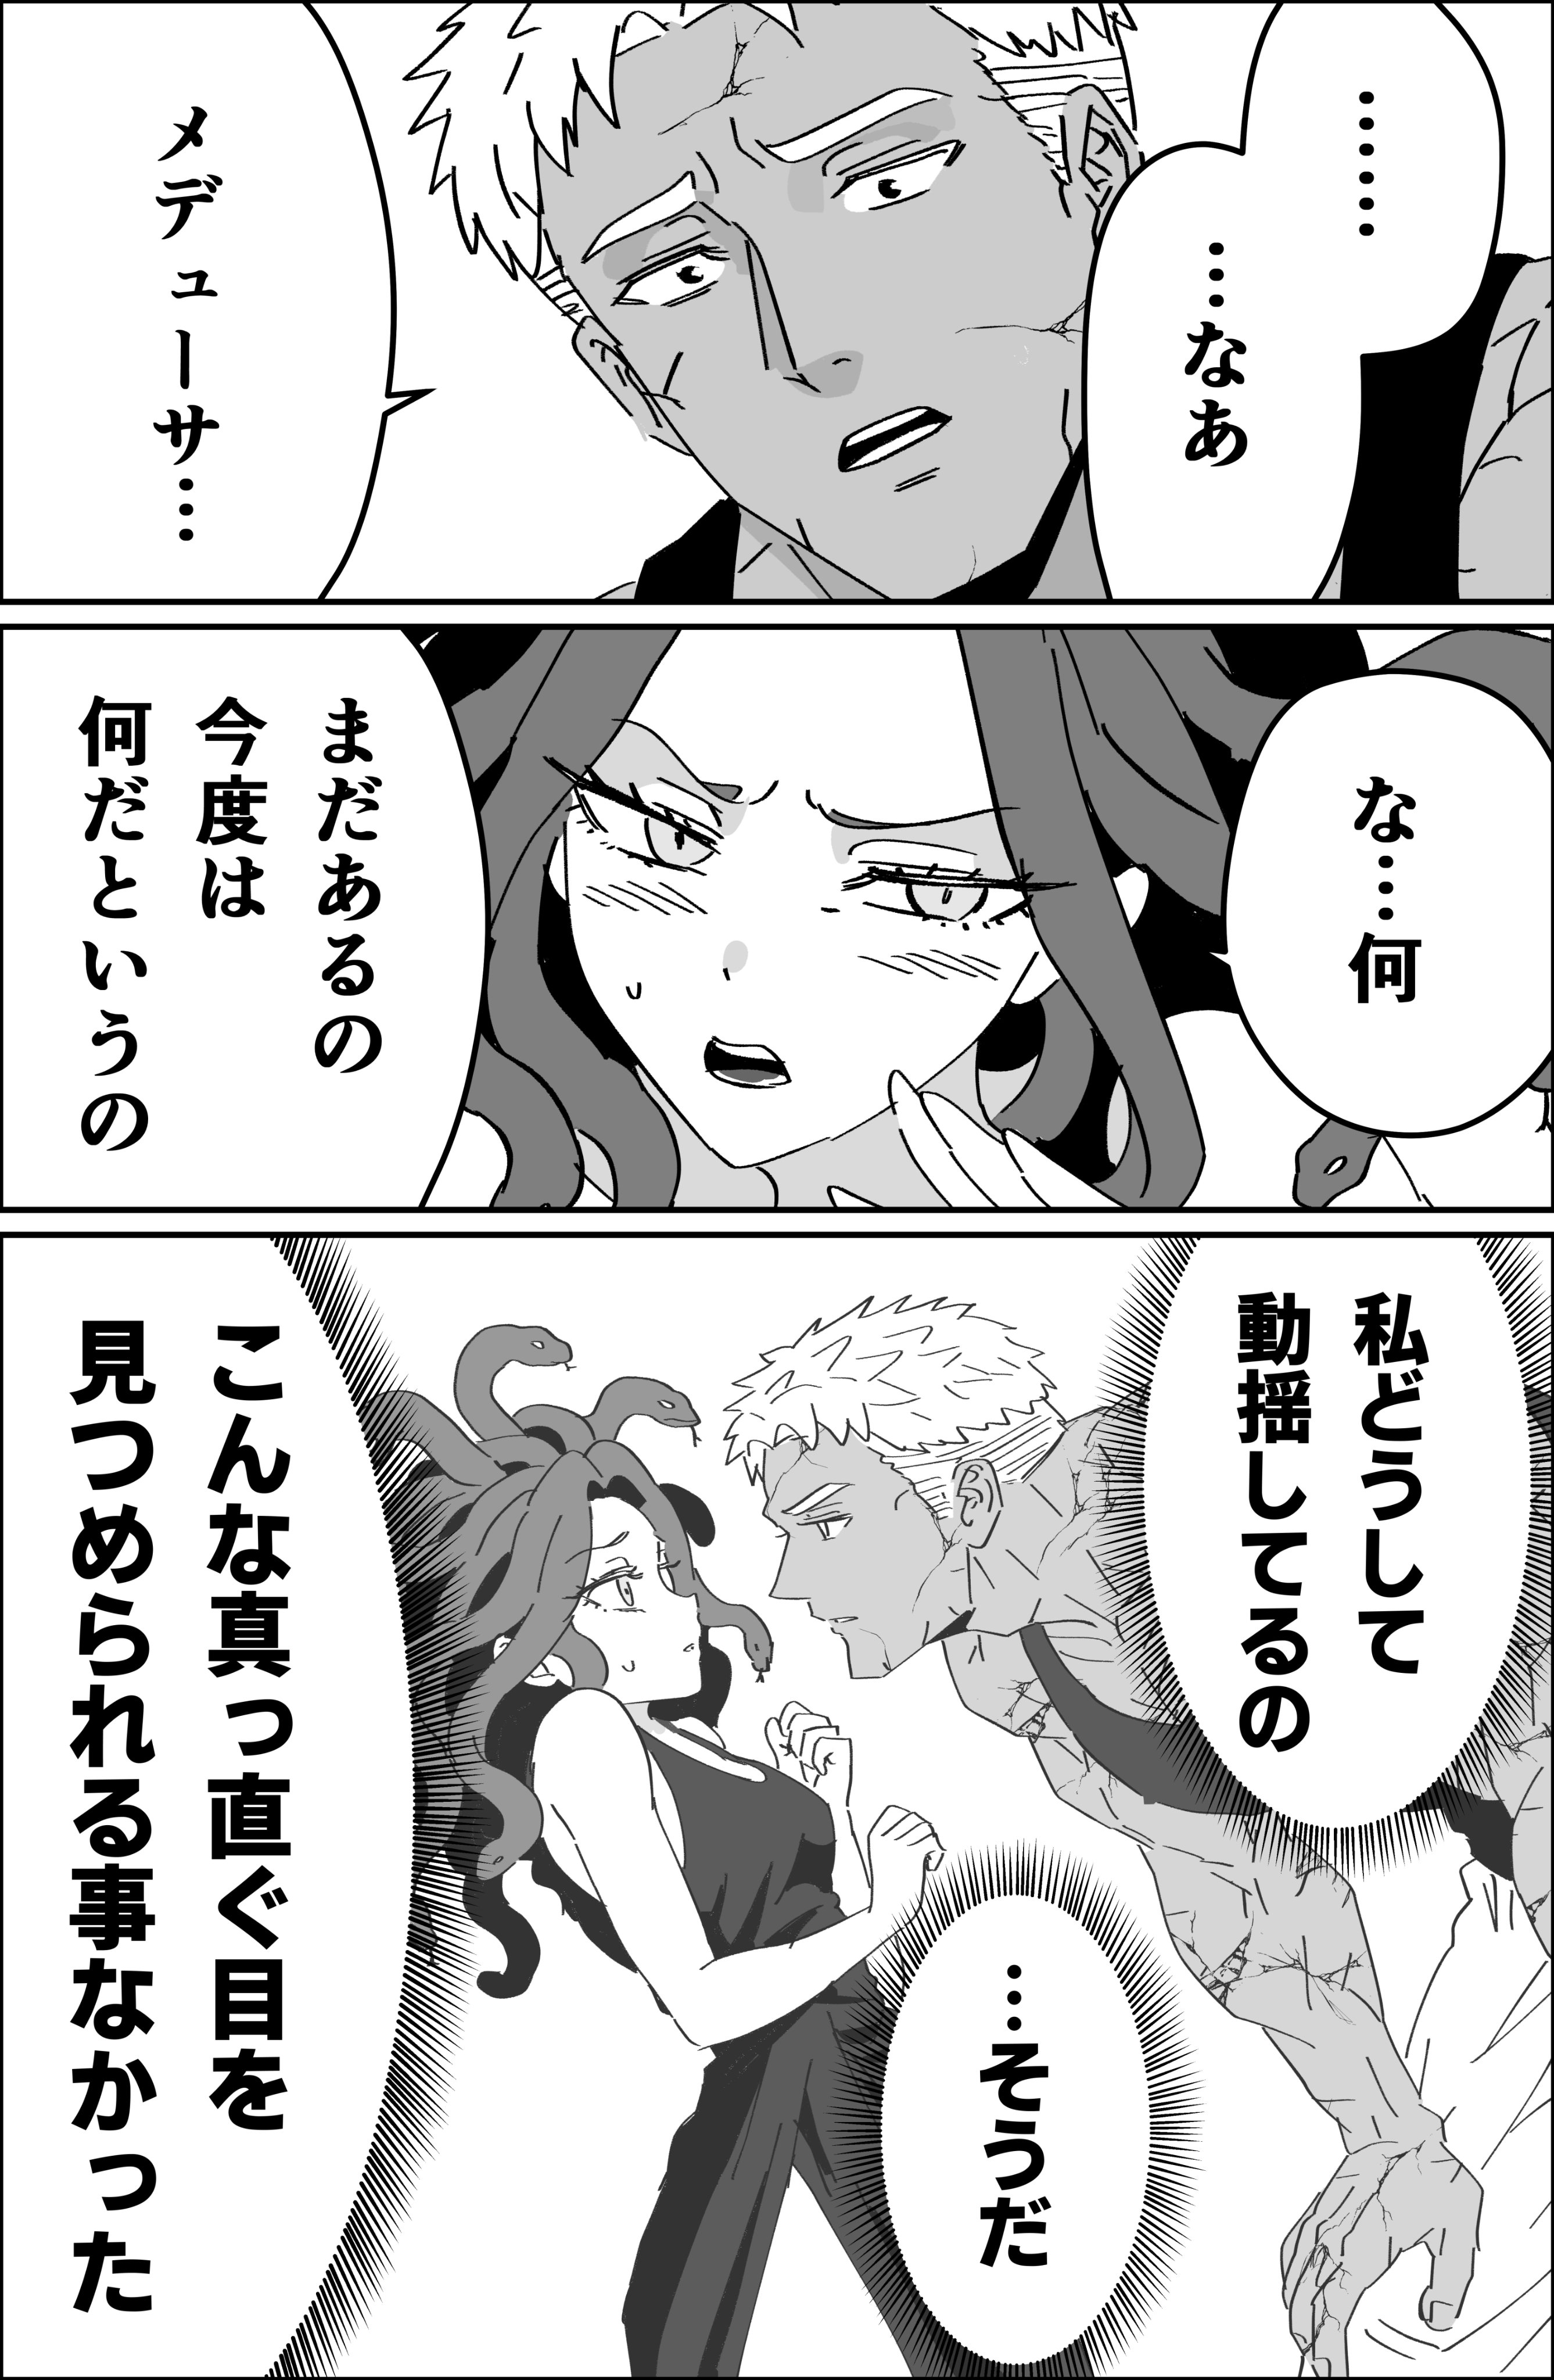 ……
…なあ
メデューサ…
な…何
まだあるの
今度は
何だというの
私どうして
動揺してるの
…そうだ
こんな真っ直ぐ目を
見つめられる事なかった